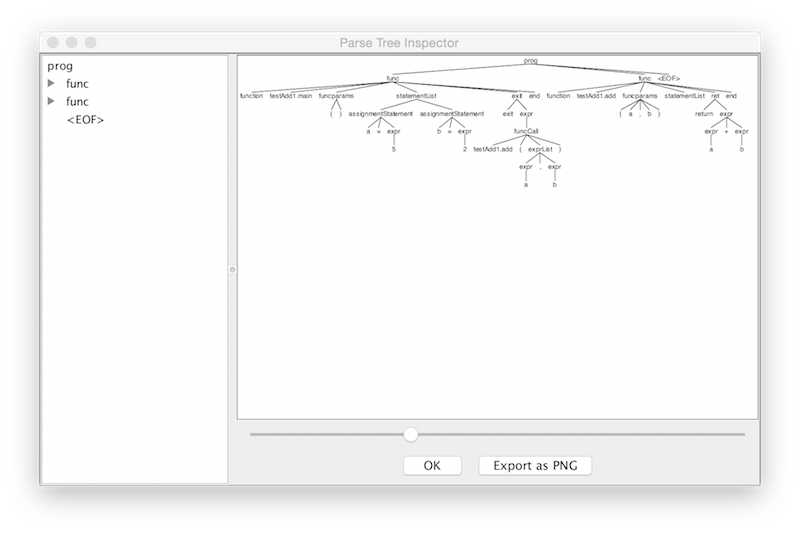 Parse Tree Inspector
prog
func
func
<EOF>
prog
func func <EOF>
function testAdd1.main funcparams statementList exit end function testAdd1.add funcparams statementList ret end
( ) assignmentStatement assignmentStatement exit expr ( a , b ) return expr
a = expr b = expr funcCall expr + expr
5 2 testAdd1.add ( exprList ) a b
expr , expr
a b
OK Export as PNG